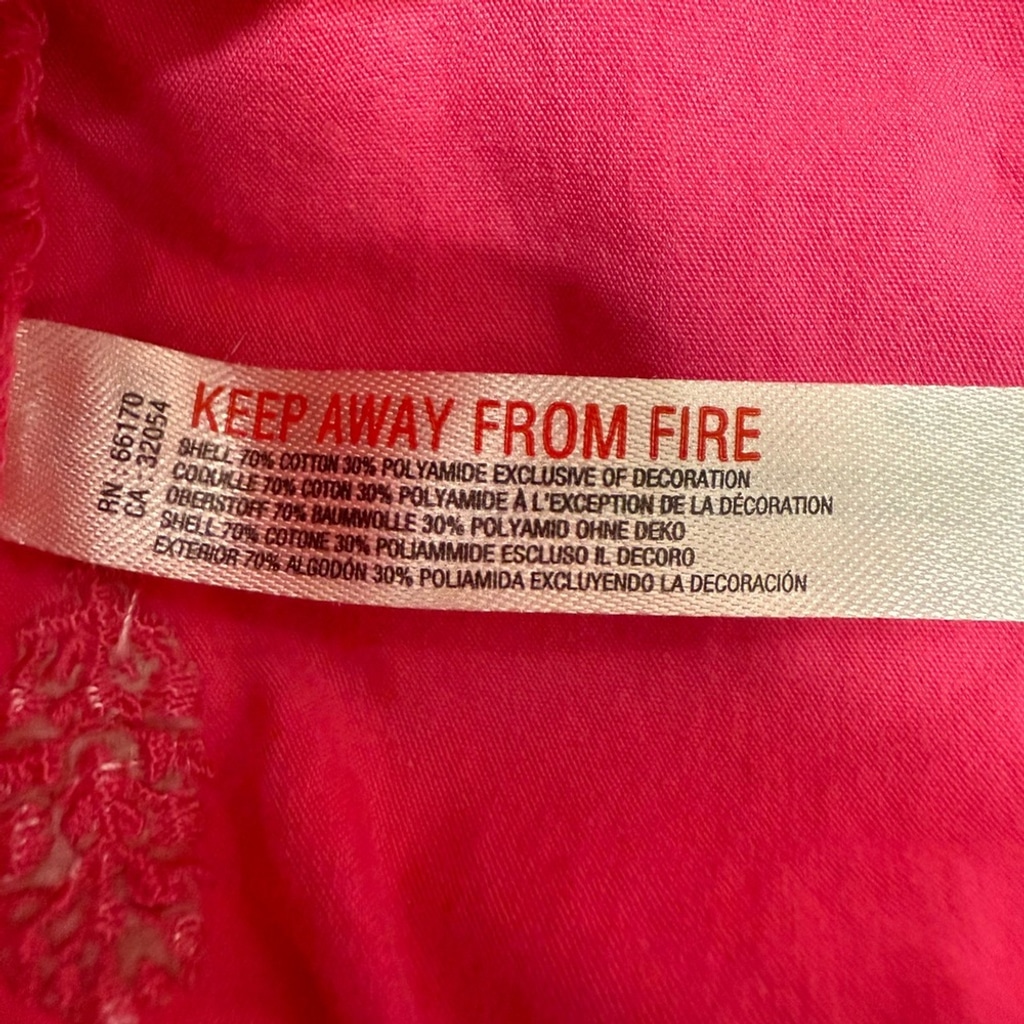 RN : 66170
CA : 32054
KEEP AWAY FROM FIRE
SHELL 70% COTTON 30% POLYAMIDE EXCLUSIVE OF DECORATION
COQUILLE 70% COTON 30% POLYAMIDE À L'EXCEPTION DE LA DÉCORATION
OBERSTOFF 70% BAUMWOLLE 30% POLYAMID OHNE DEKO
SHELL 70% COTONE 30% POLIAMMIDE ESCLUSO IL DECORO
EXTERIOR 70% ALGODÓN 30% POLIAMIDA EXCLUYENDO LA DECORACIÓN